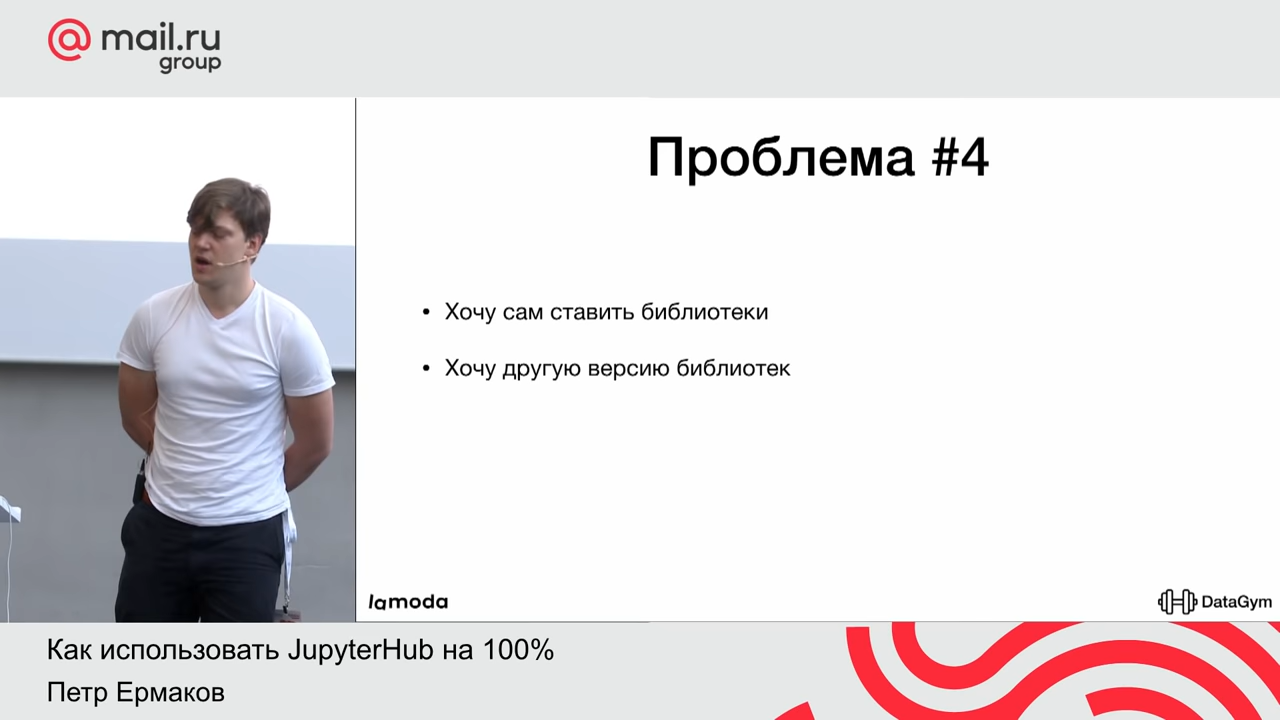 @mail.ru
group
Проблема #4
• Хочу сам ставить библиотеки
• Хочу другую версию библиотек
lamoda
DataGym
Как использовать JupyterHub на 100%
Петр Ермаков